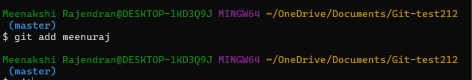 Meenakshi Rajendran@DESKTOP-1KD3Q9J MINGW64 ~/OneDrive/Documents/Git-test212
(master)
$ git add meenuraj
Meenakshi Rajendran@DESKTOP-1KD3Q9J MINGW64 ~/OneDrive/Documents/Git-test212
(master)